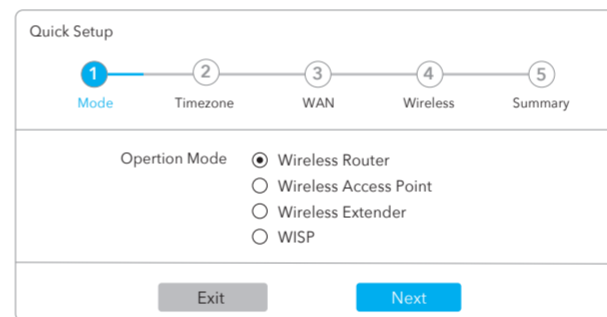 Quick Setup
1 2 3 4 5
Mode Timezone WAN Wireless Summary
Opertion Mode Wireless Router
Wireless Access Point
Wireless Extender
WISP
Exit Next